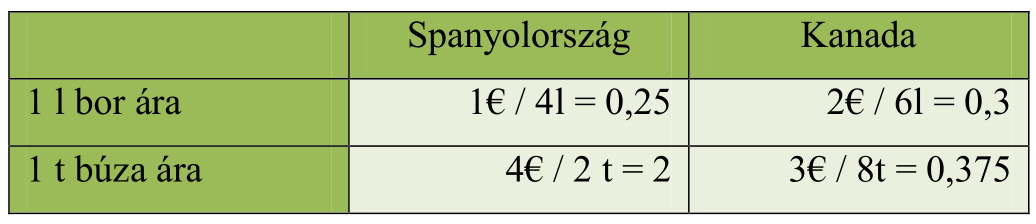 Spanyolország Kanada
1 l bor ára 1€ / 4l = 0,25 2€ / 6l = 0,3
1 t búza ára 4€ / 2 t = 2 3€ / 8t = 0,375